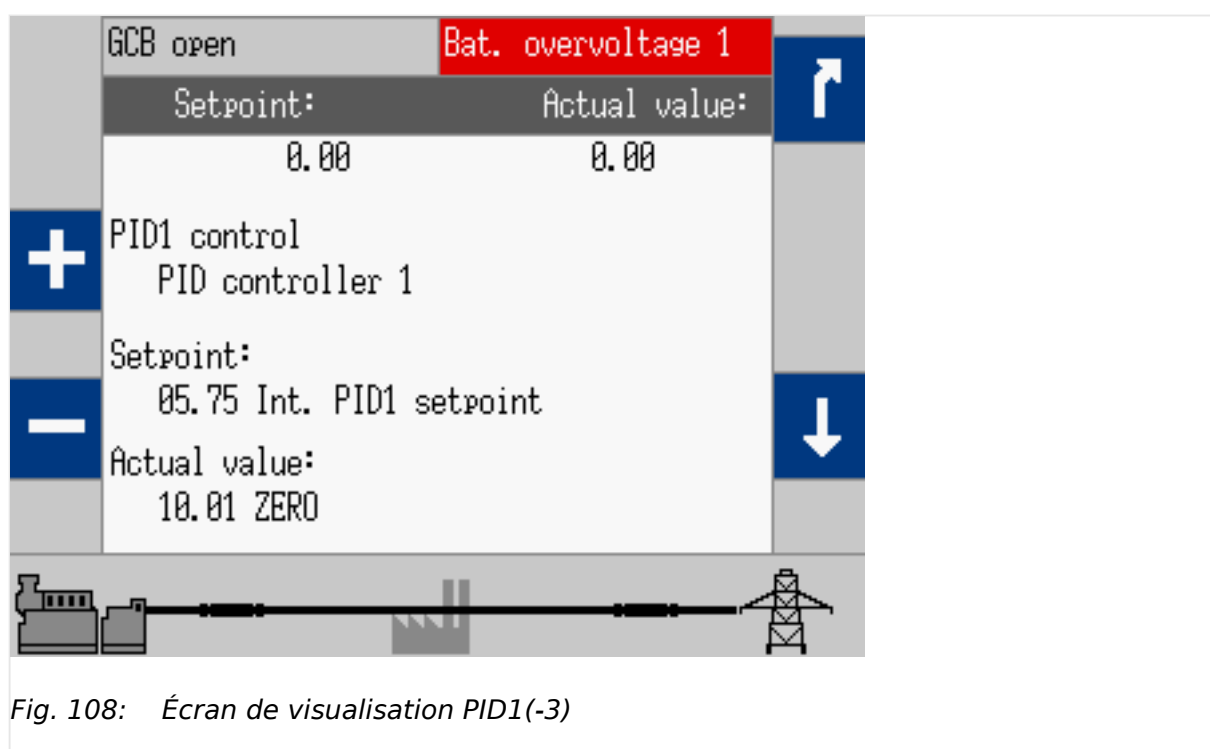 GCB open Bat. overvoltage 1
Setpoint: Actual value:
0.00 0.00
PID1 control
PID controller 1
Setpoint:
05.75 Int. PID1 setpoint
Actual value:
10.01 ZERO
Fig. 108: Écran de visualisation PID1(-3)